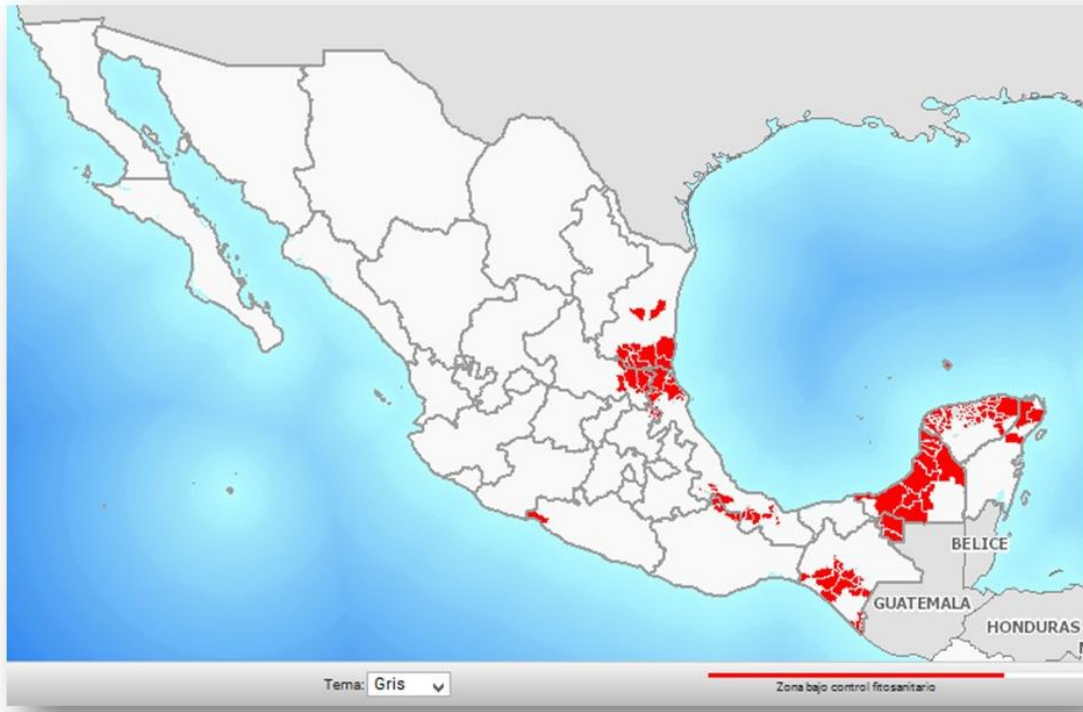 BELICE
GUATEMALA
HONDURAS
Tema: Gris
Zona bajo control fitosanitario